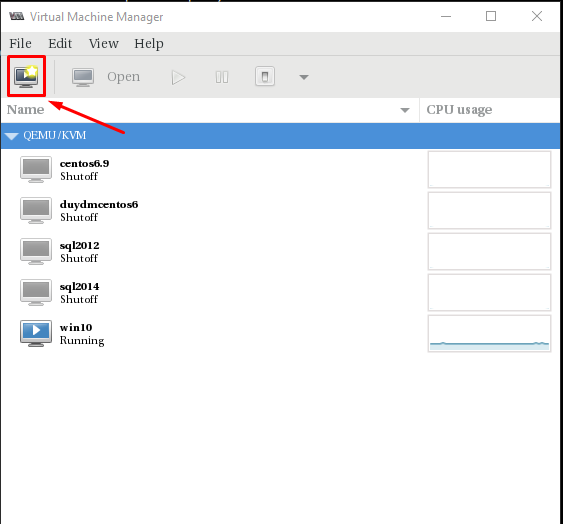 Virtual Machine Manager
File Edit View Help
Open
Name CPU usage
QEMU/KVM
centos6.9
Shutoff
duydmcentos6
Shutoff
sql2012
Shutoff
sql2014
Shutoff
win10
Running